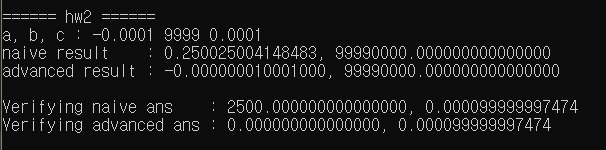 ====== hw2 ======
a, b, c : -0.0001 9999 0.0001
naive result    : 0.250025004148483, 99990000.000000000000000
advanced result : -0.000000010001000, 99990000.000000000000000
Verifying naive ans    : 2500.000000000000000, 0.000099999997474
Verifying advanced ans : 0.000000000000000, 0.000099999997474